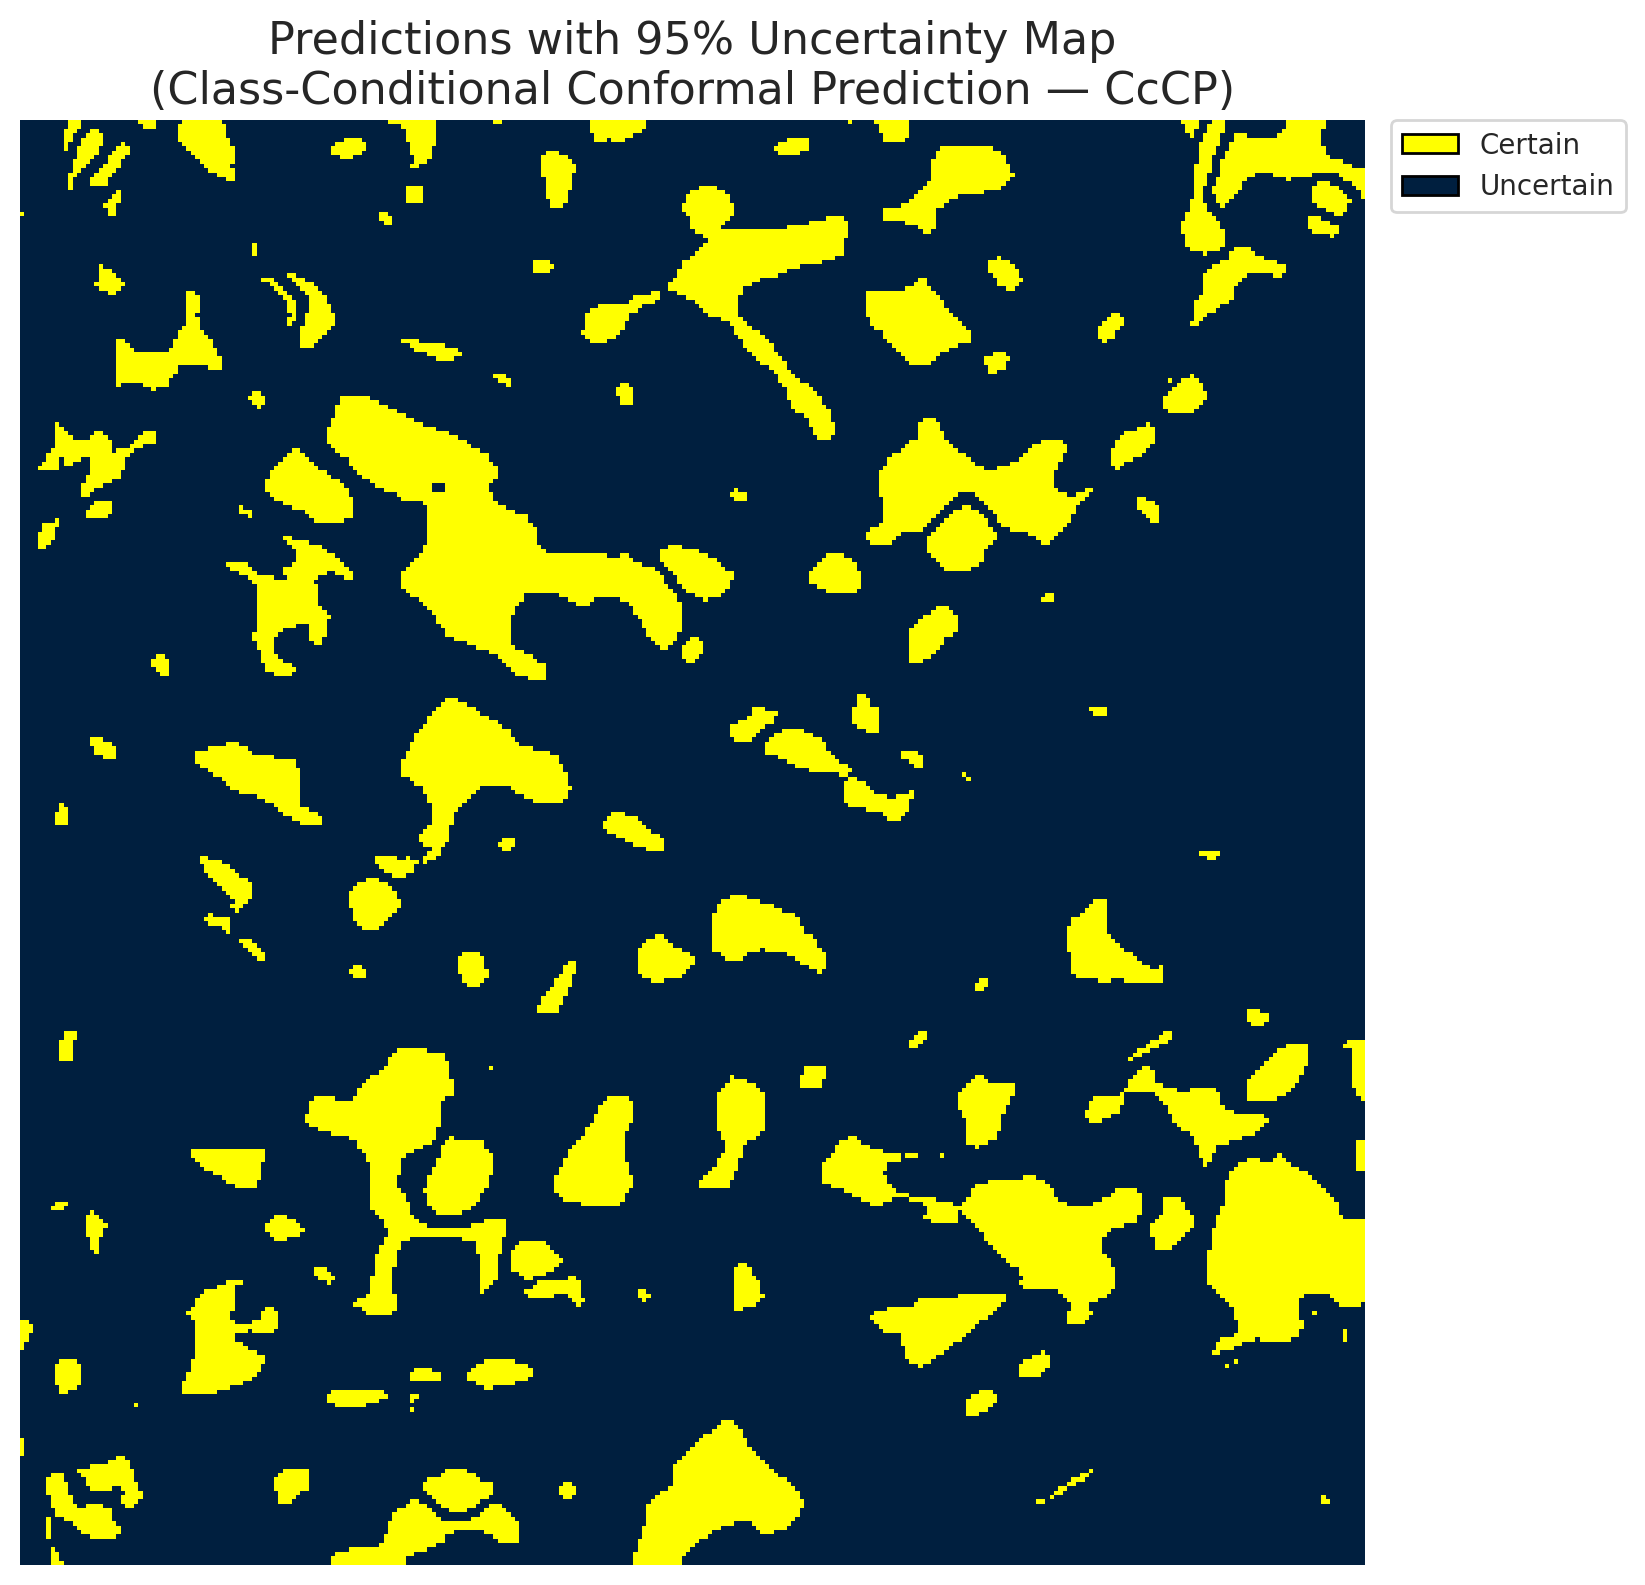 Predictions with 95% Uncertainty Map
(Class-Conditional Conformal Prediction — CcCP)
Certain
Uncertain